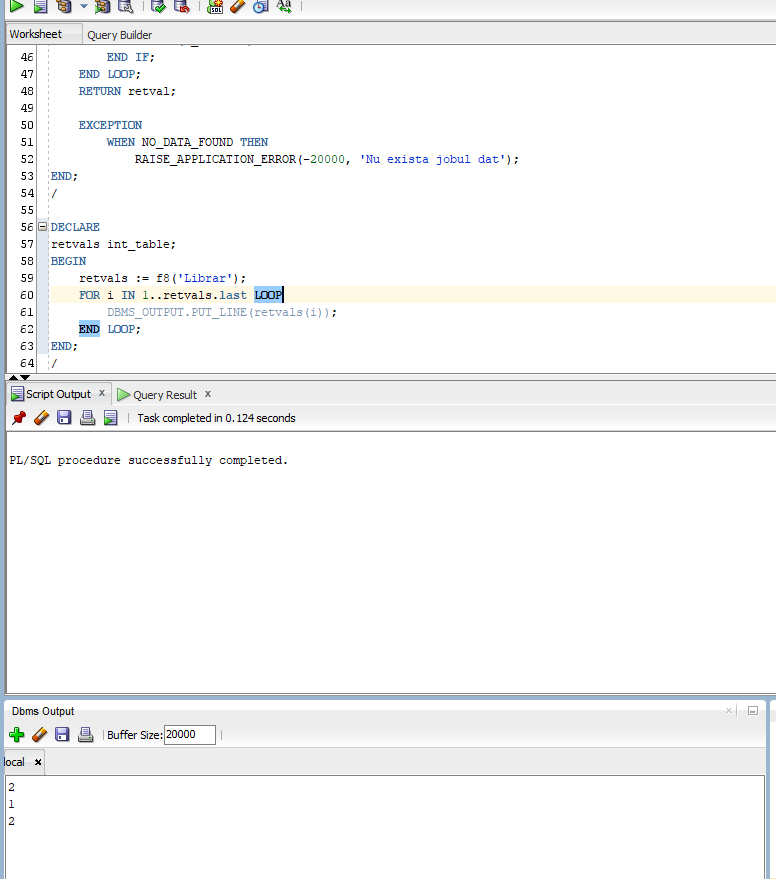 Worksheet Query Builder
46 END IF;
47 END LOOP;
48 RETURN retval;
49
50 EXCEPTION
51 WHEN NO_DATA_FOUND THEN
52 RAISE_APPLICATION_ERROR(-20000, 'Nu exista jobul dat');
53 END;
54 /
55
56 DECLARE
57 retvals int_table;
58 BEGIN
59 retvals := f8('Librar');
60 FOR i IN 1..retvals.last LOOP
61 DBMS_OUTPUT.PUT_LINE(retvals(i));
62 END LOOP;
63 END;
64 /
Script Output x Query Result x
Task completed in 0.124 seconds
PL/SQL procedure successfully completed.
Dbms Output
Buffer Size: 20000
local x
2
1
2